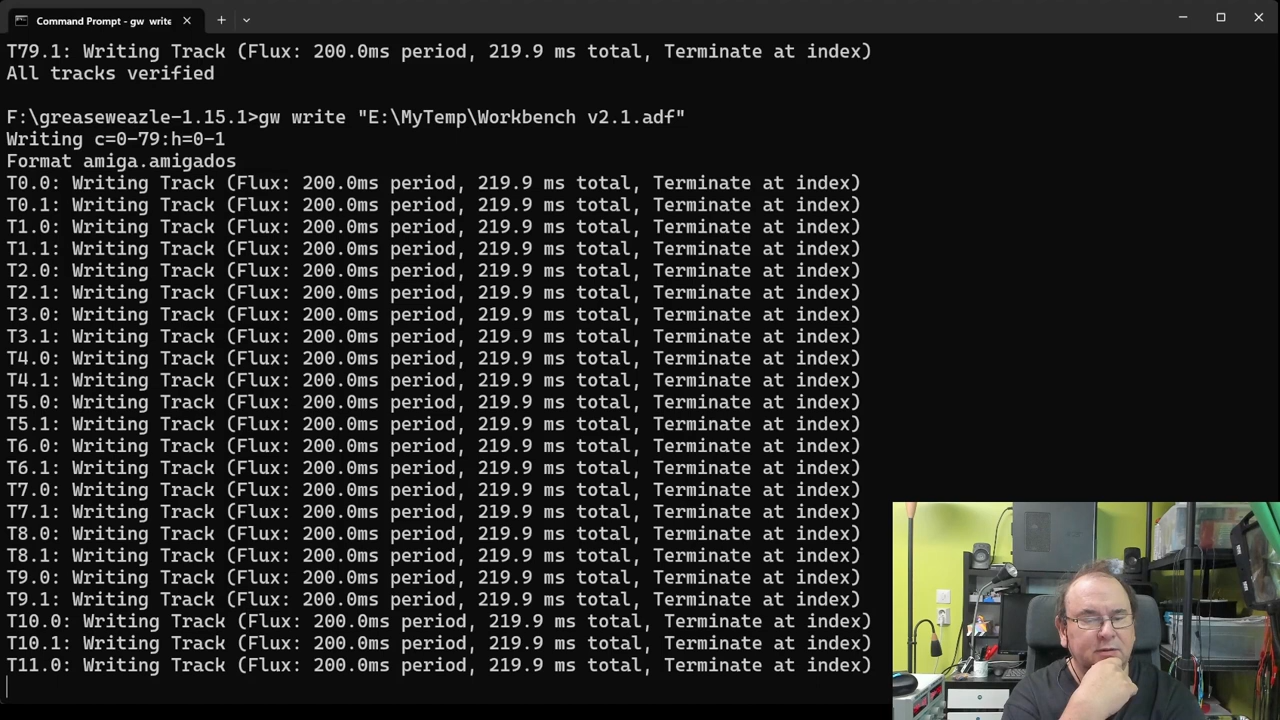 Command Prompt - gw write
T79.1: Writing Track (Flux: 200.0ms period, 219.9 ms total, Terminate at index)
All tracks verified
F:\greaseweazle-1.15.1>gw write "E:\MyTemp\Workbench v2.1.adf"
Writing c=0-79:h=0-1
Format amiga.amigados
T0.0: Writing Track (Flux: 200.0ms period, 219.9 ms total, Terminate at index)
T0.1: Writing Track (Flux: 200.0ms period, 219.9 ms total, Terminate at index)
T1.0: Writing Track (Flux: 200.0ms period, 219.9 ms total, Terminate at index)
T1.1: Writing Track (Flux: 200.0ms period, 219.9 ms total, Terminate at index)
T2.0: Writing Track (Flux: 200.0ms period, 219.9 ms total, Terminate at index)
T2.1: Writing Track (Flux: 200.0ms period, 219.9 ms total, Terminate at index)
T3.0: Writing Track (Flux: 200.0ms period, 219.9 ms total, Terminate at index)
T3.1: Writing Track (Flux: 200.0ms period, 219.9 ms total, Terminate at index)
T4.0: Writing Track (Flux: 200.0ms period, 219.9 ms total, Terminate at index)
T4.1: Writing Track (Flux: 200.0ms period, 219.9 ms total, Terminate at index)
T5.0: Writing Track (Flux: 200.0ms period, 219.9 ms total, Terminate at index)
T5.1: Writing Track (Flux: 200.0ms period, 219.9 ms total, Terminate at index)
T6.0: Writing Track (Flux: 200.0ms period, 219.9 ms total, Terminate at index)
T6.1: Writing Track (Flux: 200.0ms period, 219.9 ms total, Terminate at index)
T7.0: Writing Track (Flux: 200.0ms period, 219.9 ms total, Terminate at index)
T7.1: Writing Track (Flux: 200.0ms period, 219.9 ms total, Terminate at index)
T8.0: Writing Track (Flux: 200.0ms period, 219.9 ms total, Terminate at index)
T8.1: Writing Track (Flux: 200.0ms period, 219.9 ms total, Terminate at index)
T9.0: Writing Track (Flux: 200.0ms period, 219.9 ms total, Terminate at index)
T9.1: Writing Track (Flux: 200.0ms period, 219.9 ms total, Terminate at index)
T10.0: Writing Track (Flux: 200.0ms period, 219.9 ms total, Terminate at index)
T10.1: Writing Track (Flux: 200.0ms period, 219.9 ms total, Terminate at index)
T11.0: Writing Track (Flux: 200.0ms period, 219.9 ms total, Terminate at index)